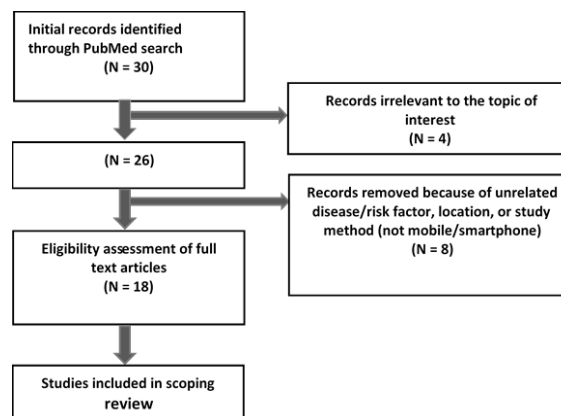 Initial records identified
through PubMed search
(N = 30)
Records irrelevant to the topic of
interest
(N = 4)
(N = 26)
Records removed because of unrelated
disease/risk factor, location, or study
method (not mobile/smartphone)
(N = 8)
Eligibility assessment of full
text articles
(N = 18)
Studies included in scoping
review